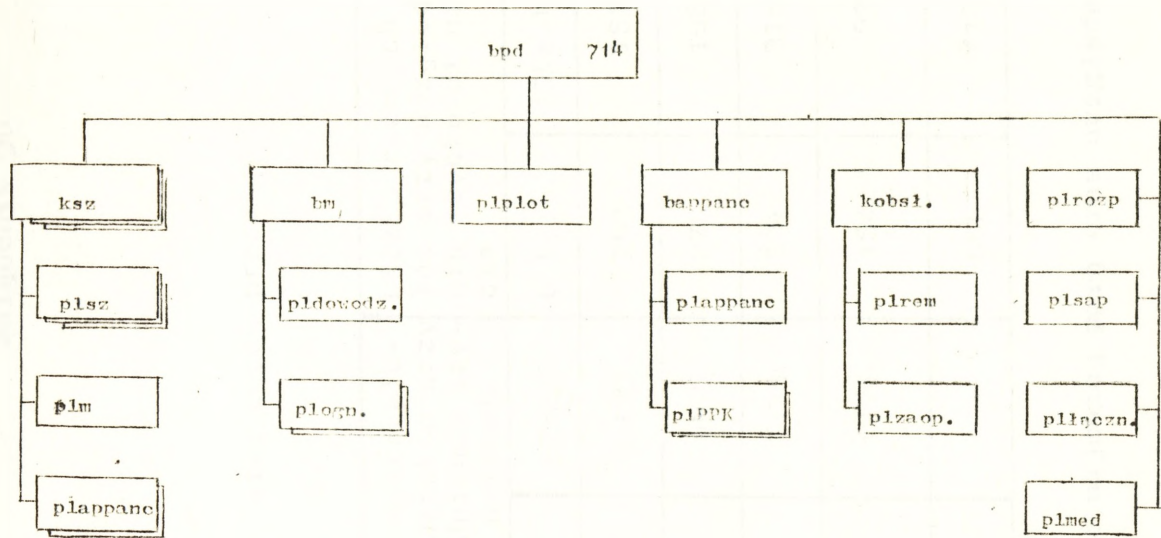 bpd 714
ksz
bm
plplot
bappanc
kobsł.
plrozp
plsz
pldowodz.
plappanc
plrem
plsap
plm
plogn.
plPPK
plzaop.
plłączn.
plappanc
plmed